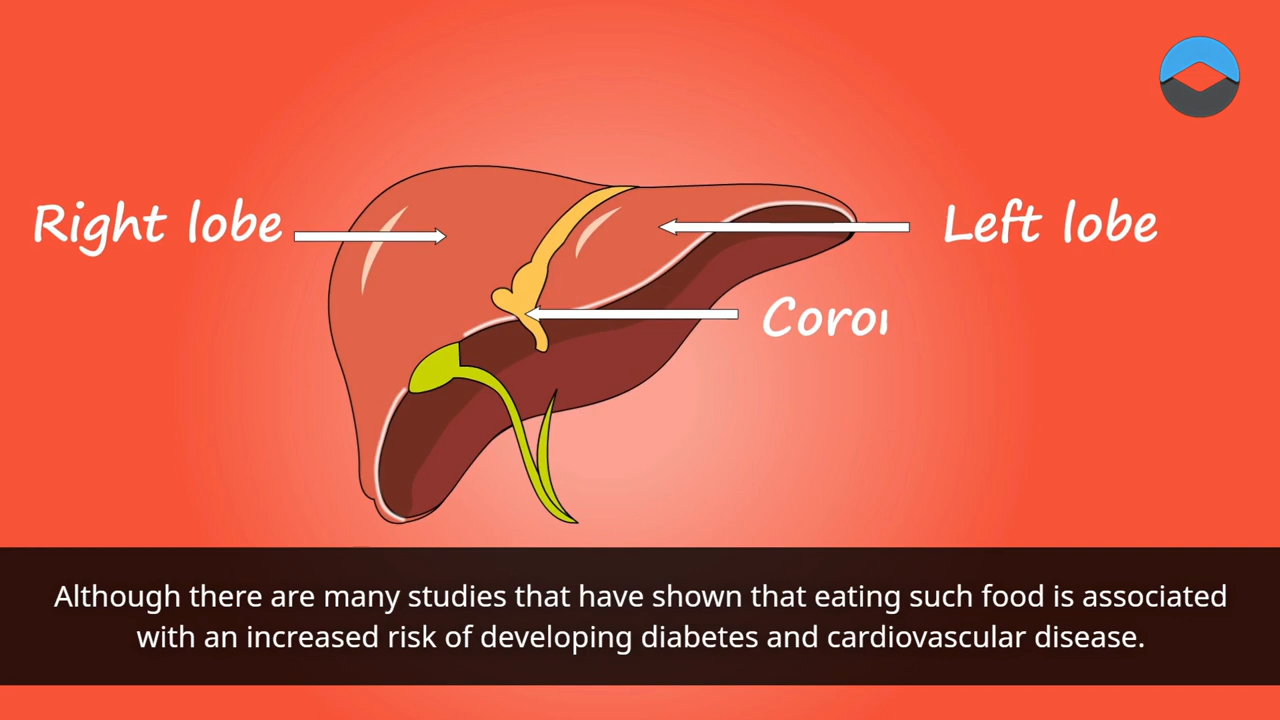 Right lobe
Left lobe
Although there are many studies that have shown that eating such food is associated
with an increased risk of developing diabetes and cardiovascular disease.